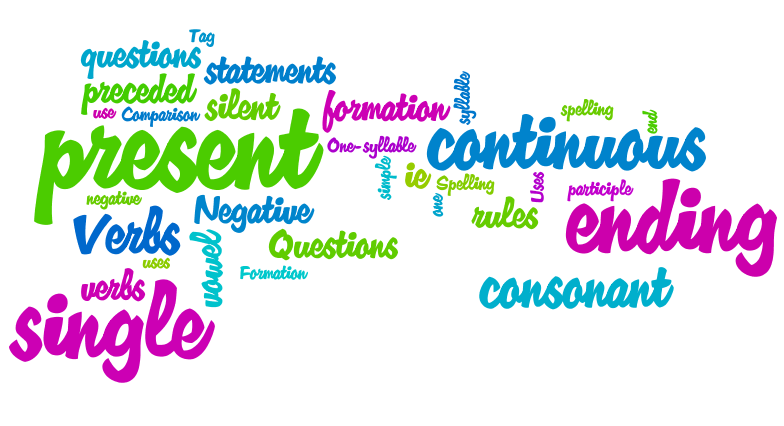 Tag
questions
statements
preceded
silent
formation
syllable
use
Comparison
spelling
end
present
One-syllable
continuous
simple
ie
Spelling
Uses
participle
negative
one
rules
ending
Verbs
Negative
vowel
Questions
uses
Formation
verbs
consonant
single